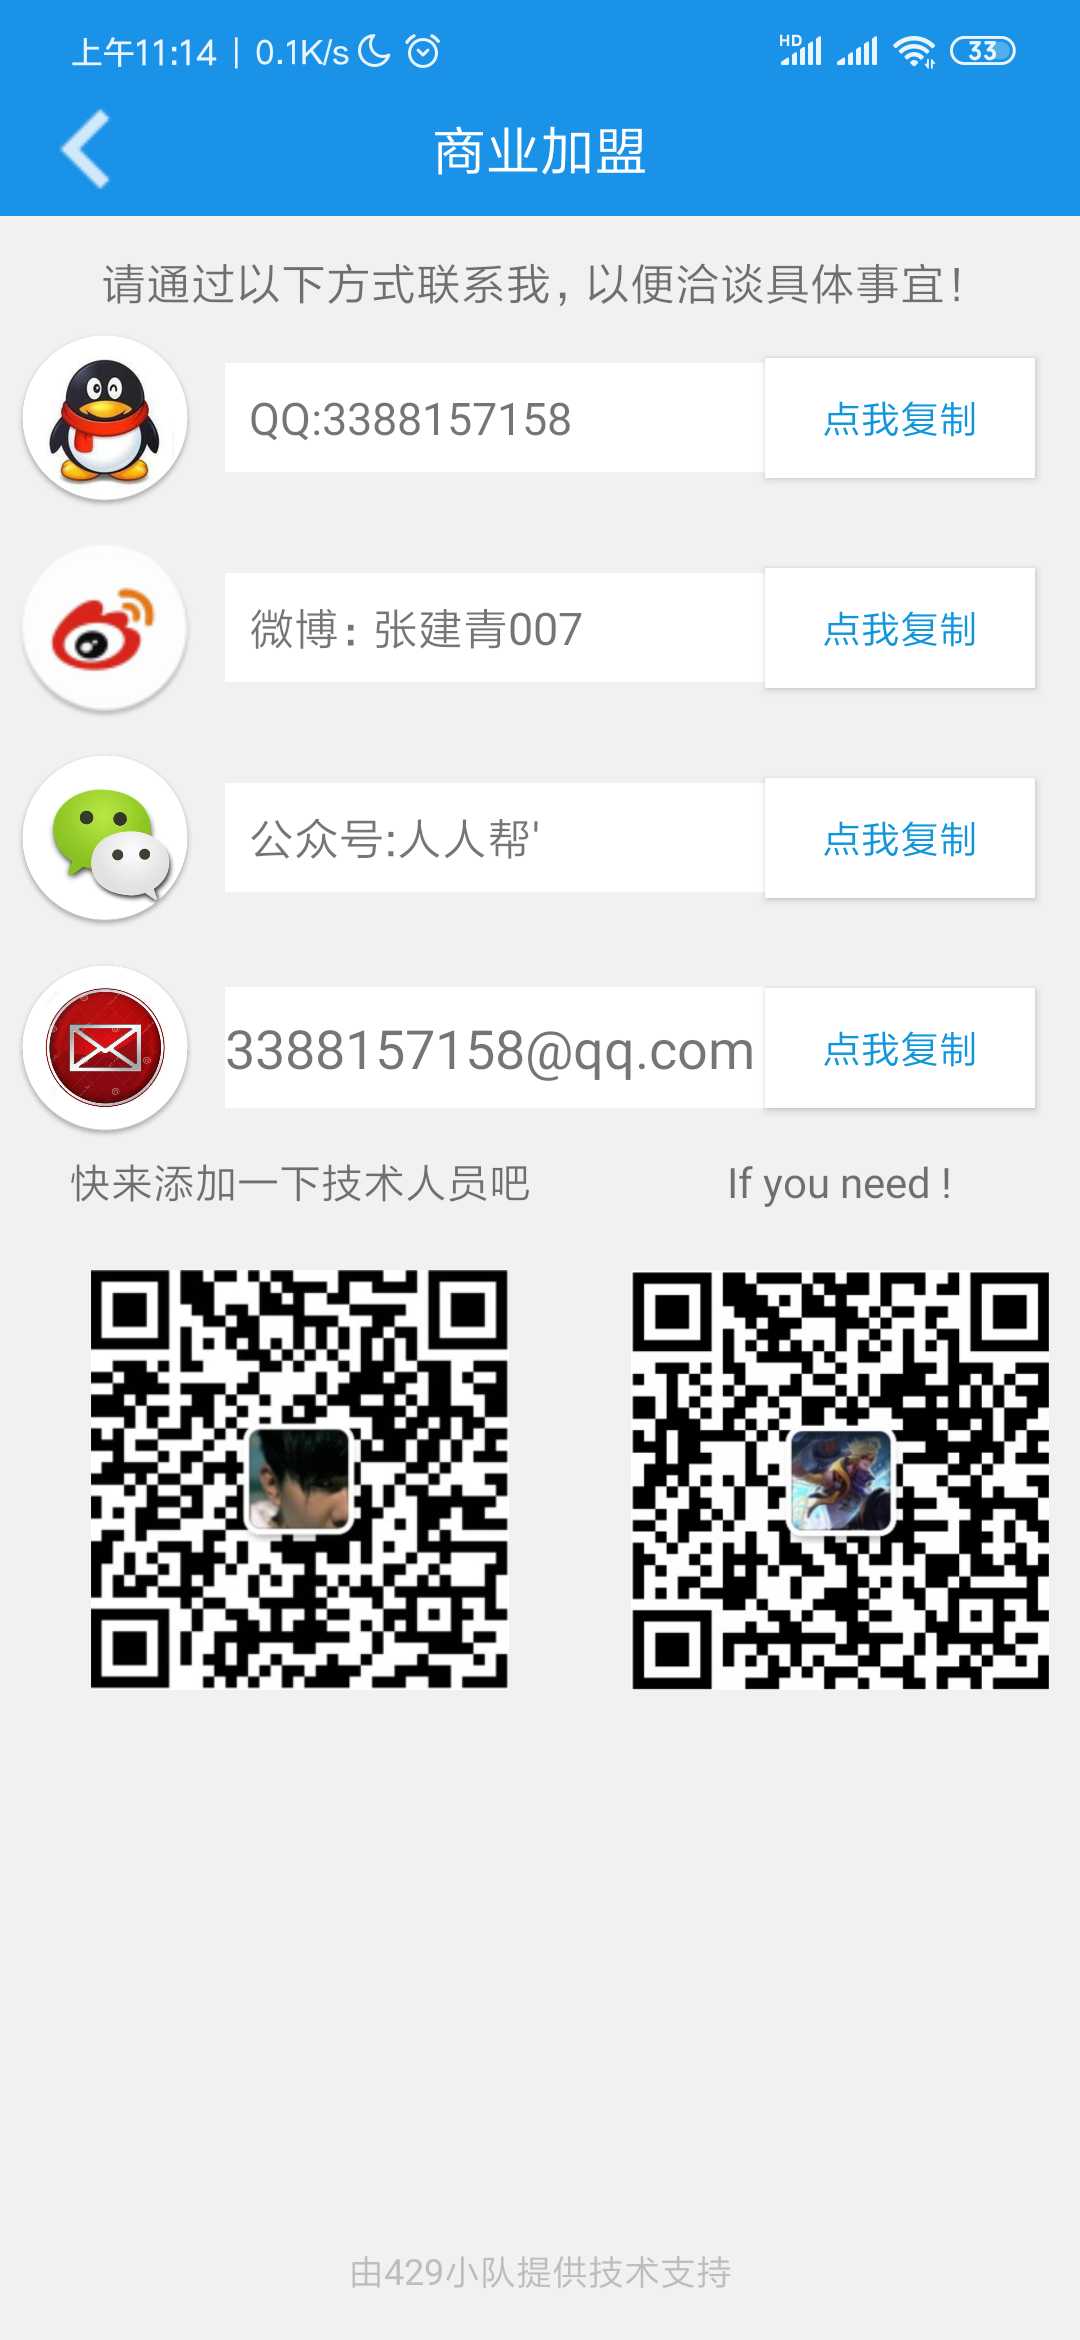 上午11:14 | 0.1K/s
HD
33
商业加盟
请通过以下方式联系我，以便洽谈具体事宜！
QQ:3388157158
点我复制
微博：张建青007
点我复制
公众号:人人帮'
点我复制
3388157158@qq.com
点我复制
快来添加一下技术人员吧
If you need !
由429小队提供技术支持